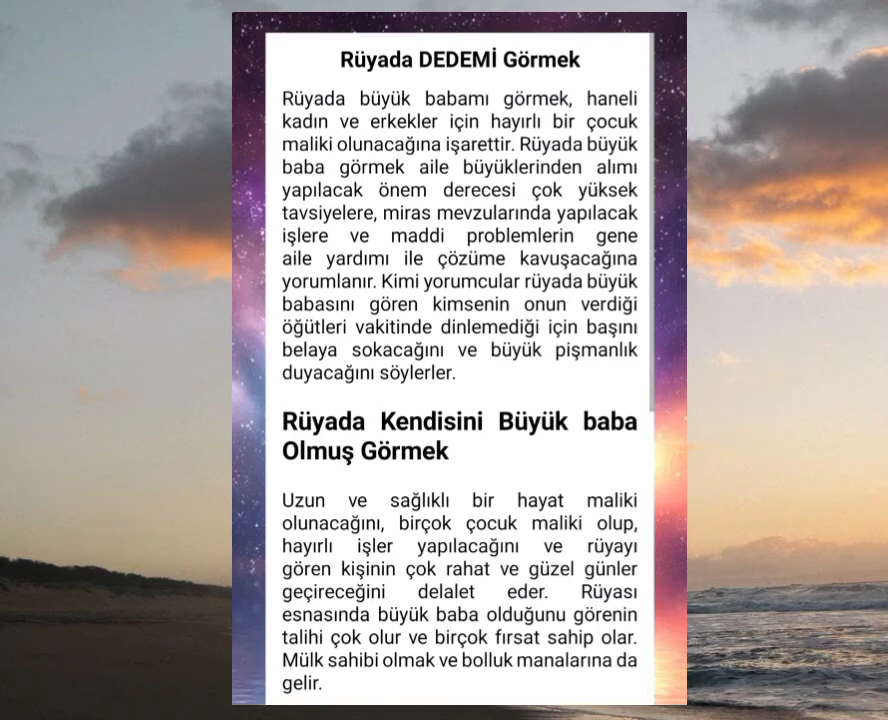 Rüyada DEDEMİ Görmek
Rüyada büyük babamı görmek, haneli
kadın ve erkekler için hayırlı bir çocuk
maliki olunacağına işarettir. Rüyada büyük
baba görmek aile büyüklerinden alımı
yapılacak önem derecesi çok yüksek
tavsiyelere, miras mevzularında yapılacak
işlere ve maddi problemlerin gene
aile yardımı ile çözüme kavuşacağına
yorumlanır. Kimi yorumcular rüyada büyük
babasını gören kimsenin onun verdiği
öğütleri vakitinde dinlemediği için başını
belaya sokacağını ve büyük pişmanlık
duyacağını söylerler.
Rüyada Kendisini Büyük baba
Olmuş Görmek
Uzun ve sağlıklı bir hayat maliki
olunacağını, birçok çocuk maliki olup,
hayırlı işler yapılacağını ve rüyayı
gören kişinin çok rahat ve güzel günler
geçireceğini delalet eder. Rüyası
esnasında büyük baba olduğunu görenin
talihi çok olur ve birçok fırsat sahip olar.
Mülk sahibi olmak ve bolluk manalarına da
gelir.